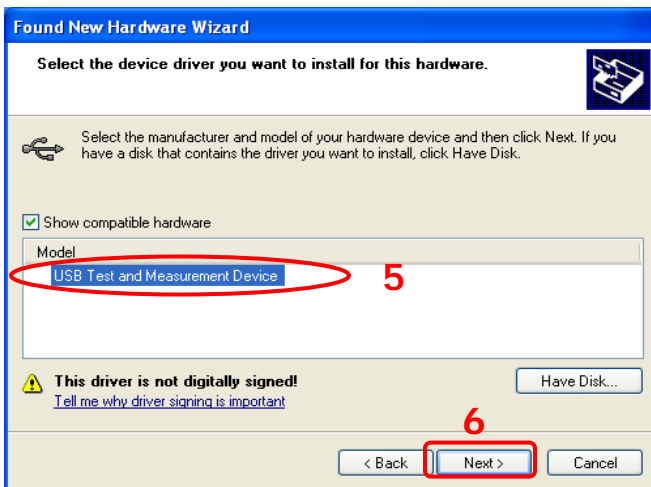 Found New Hardware Wizard
Select the device driver you want to install for this hardware.
Select the manufacturer and model of your hardware device and then click Next. If you
have a disk that contains the driver you want to install, click Have Disk.
Show compatible hardware
Model
USB Test and Measurement Device
5
This driver is not digitally signed!
Tell me why driver signing is important
Have Disk...
6
< Back
Next >
Cancel